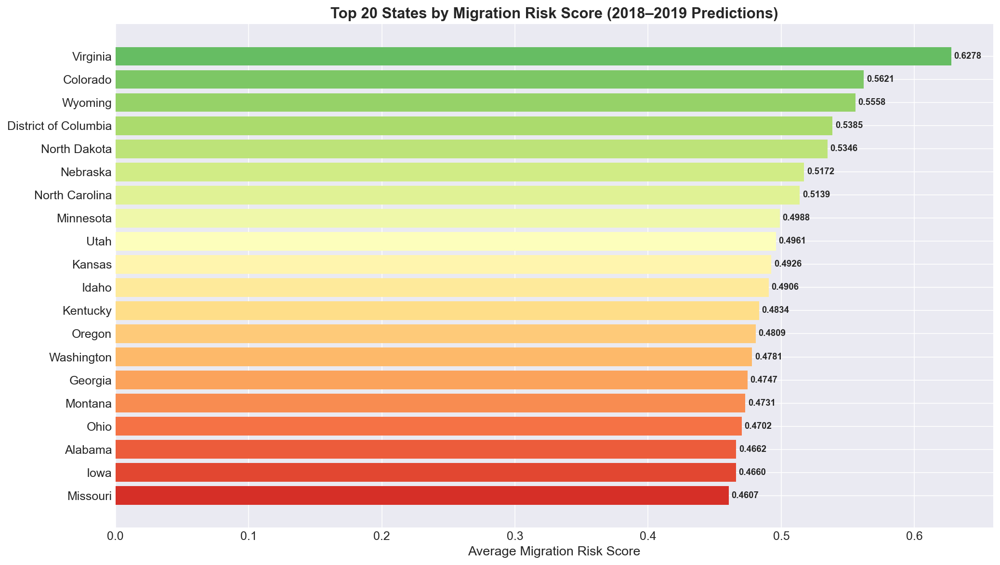 Top 20 States by Migration Risk Score (2018–2019 Predictions)
Virginia 0.6278
Colorado 0.5621
Wyoming 0.5558
District of Columbia 0.5385
North Dakota 0.5346
Nebraska 0.5172
North Carolina 0.5139
Minnesota 0.4988
Utah 0.4961
Kansas 0.4926
Idaho 0.4906
Kentucky 0.4834
Oregon 0.4809
Washington 0.4781
Georgia 0.4747
Montana 0.4731
Ohio 0.4702
Alabama 0.4662
Iowa 0.4660
Missouri 0.4607
0.0 0.1 0.2 0.3 0.4 0.5 0.6
Average Migration Risk Score